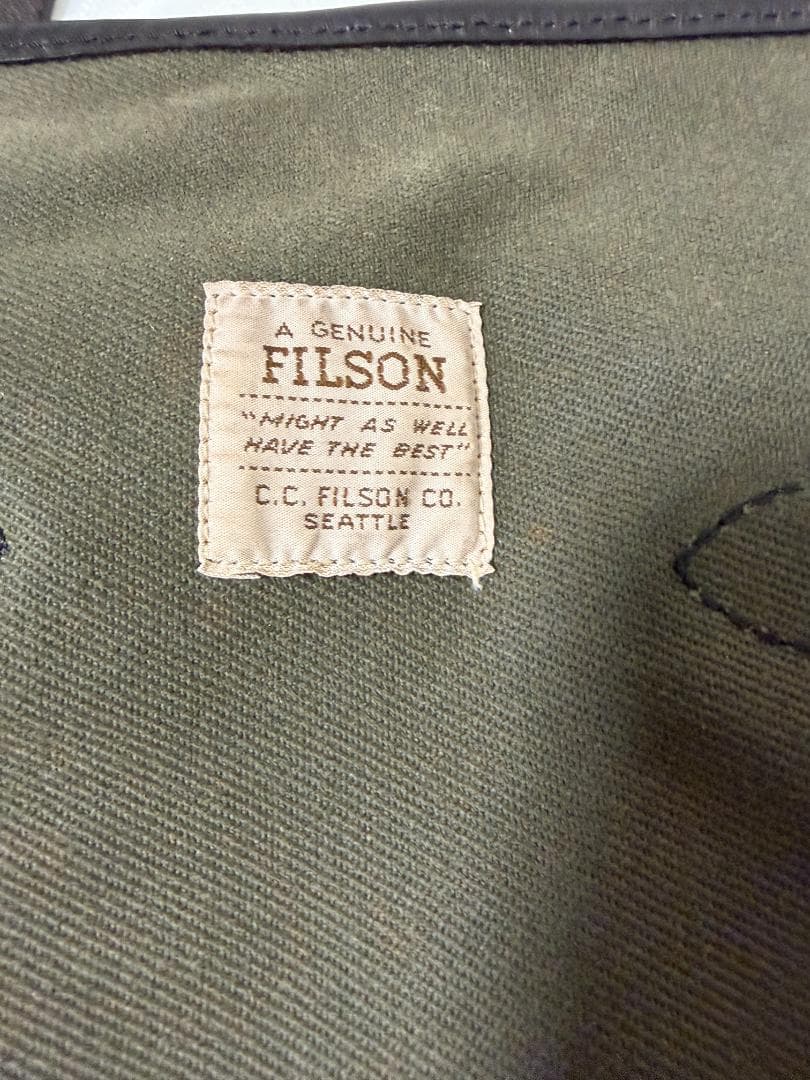 A GENUINE
FILSON
"MIGHT AS WELL
HAVE THE BEST"
C.C. FILSON CO.
SEATTLE